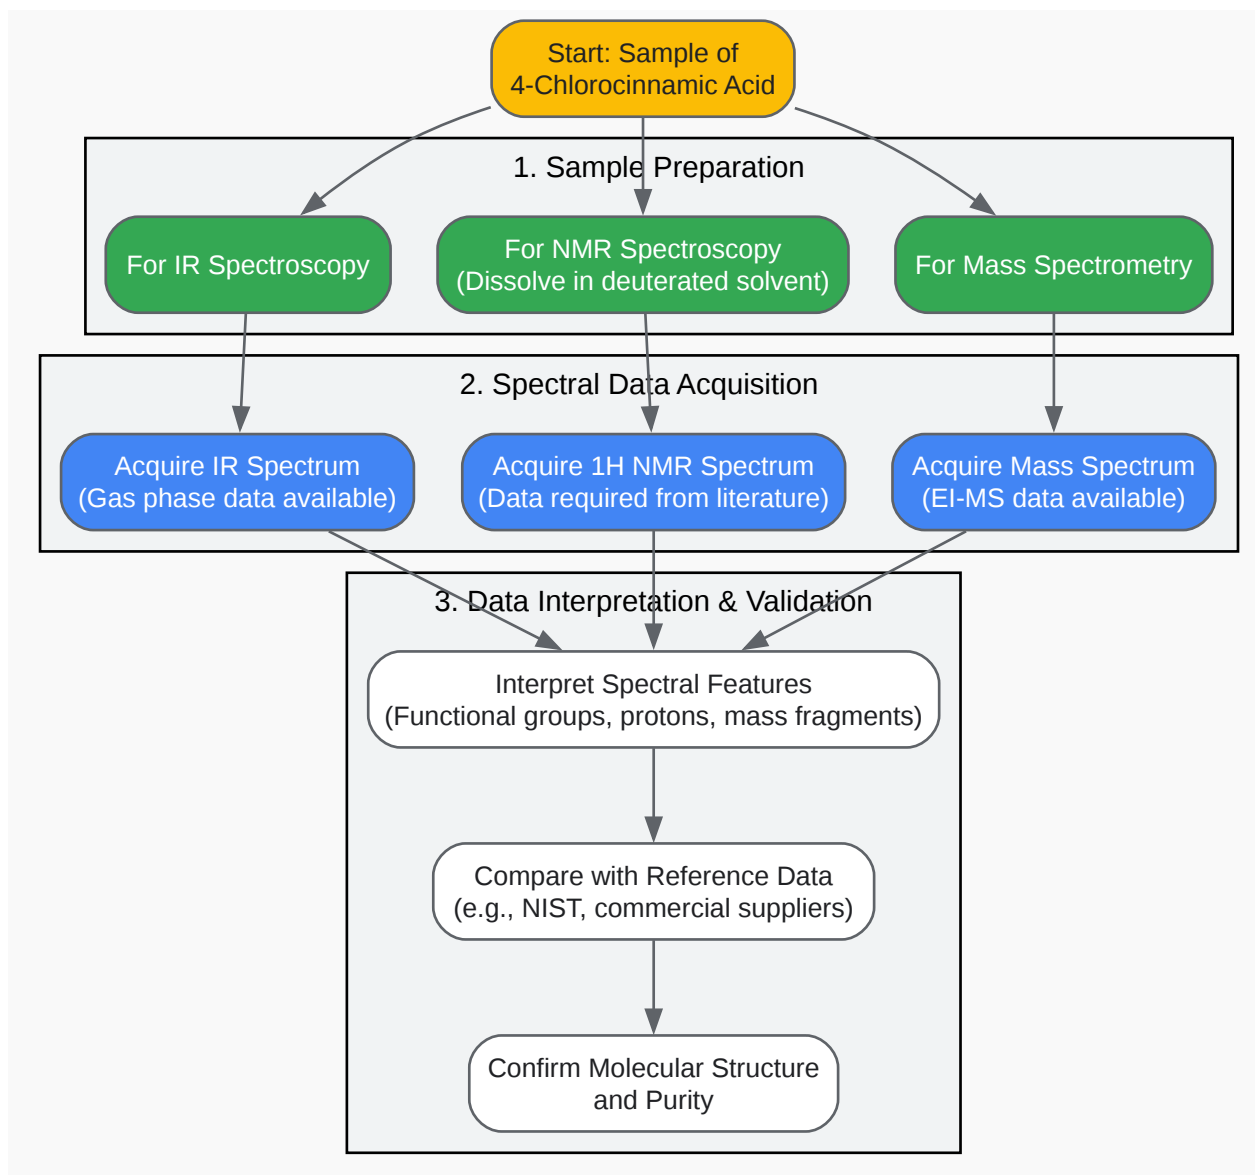 Start: Sample of
4-Chlorocinnamic Acid
1. Sample Preparation
For IR Spectroscopy
For NMR Spectroscopy
(Dissolve in deuterated solvent)
For Mass Spectrometry
2. Spectral Data Acquisition
Acquire IR Spectrum
(Gas phase data available)
Acquire 1H NMR Spectrum
(Data required from literature)
Acquire Mass Spectrum
(EI-MS data available)
3. Data Interpretation & Validation
Interpret Spectral Features
(Functional groups, protons, mass fragments)
Compare with Reference Data
(e.g., NIST, commercial suppliers)
Confirm Molecular Structure
and Purity